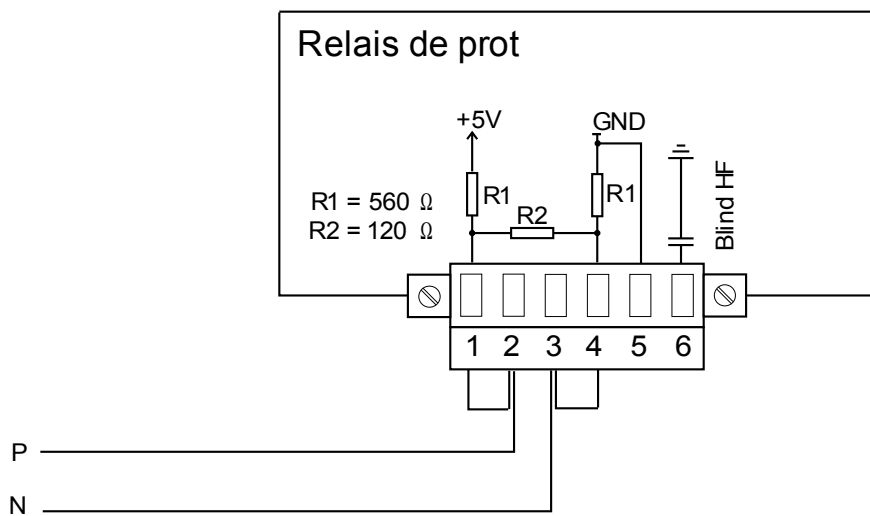 Relais de prot
+5V
GND
R1 = 560 Ω
R1
R1
R2 = 120 Ω
R2
Blind HF
1 2 3 4 5 6
P
N